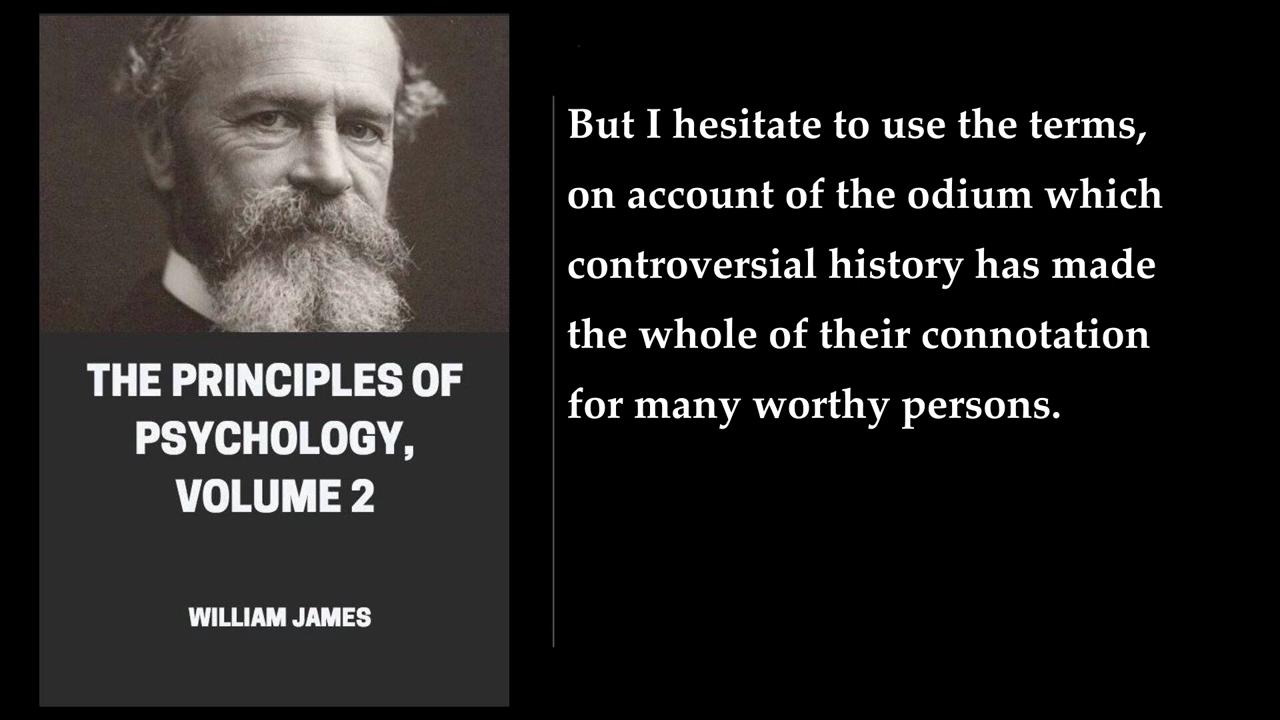 THE PRINCIPLES OF
PSYCHOLOGY,
VOLUME 2
WILLIAM JAMES
But I hesitate to use the terms,
on account of the odium which
controversial history has made
the whole of their connotation
for many worthy persons.